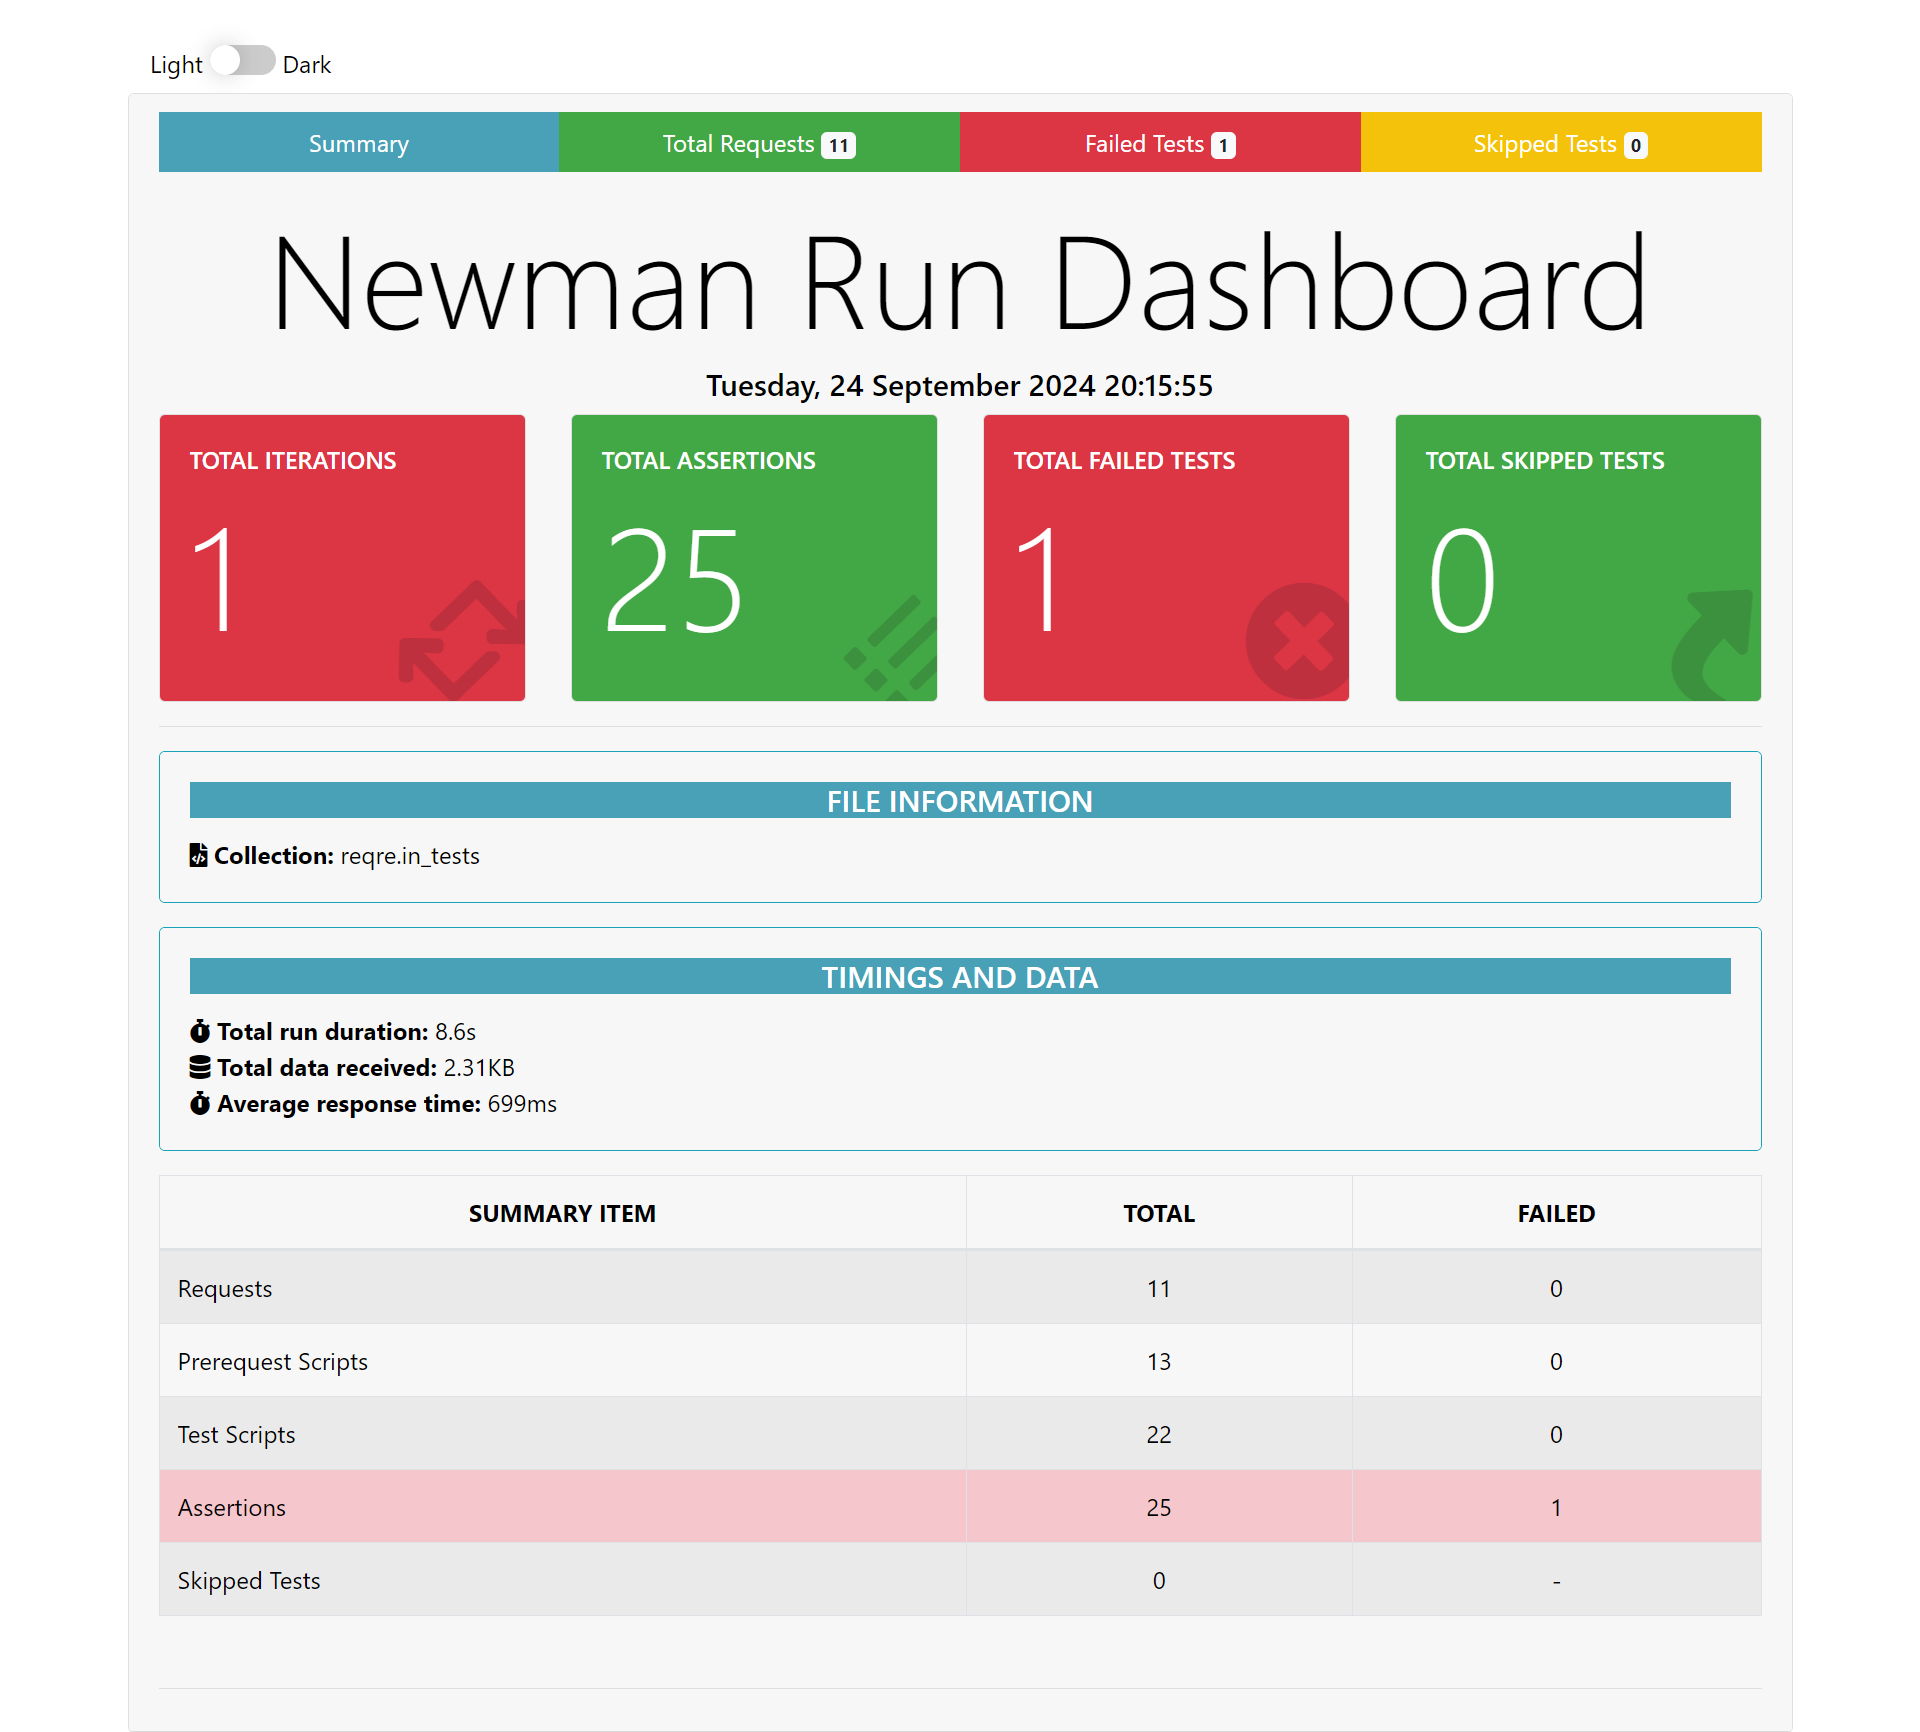 Light Dark
Summary Total Requests 11 Failed Tests 1 Skipped Tests 0
Newman Run Dashboard
Tuesday, 24 September 2024 20:15:55
TOTAL ITERATIONS TOTAL ASSERTIONS TOTAL FAILED TESTS TOTAL SKIPPED TESTS
1 25 1 0
FILE INFORMATION
Collection: reqre.in_tests
TIMINGS AND DATA
Total run duration: 8.6s
Total data received: 2.31KB
Average response time: 699ms
SUMMARY ITEM TOTAL FAILED
Requests 11 0
Prerequest Scripts 13 0
Test Scripts 22 0
Assertions 25 1
Skipped Tests 0 -